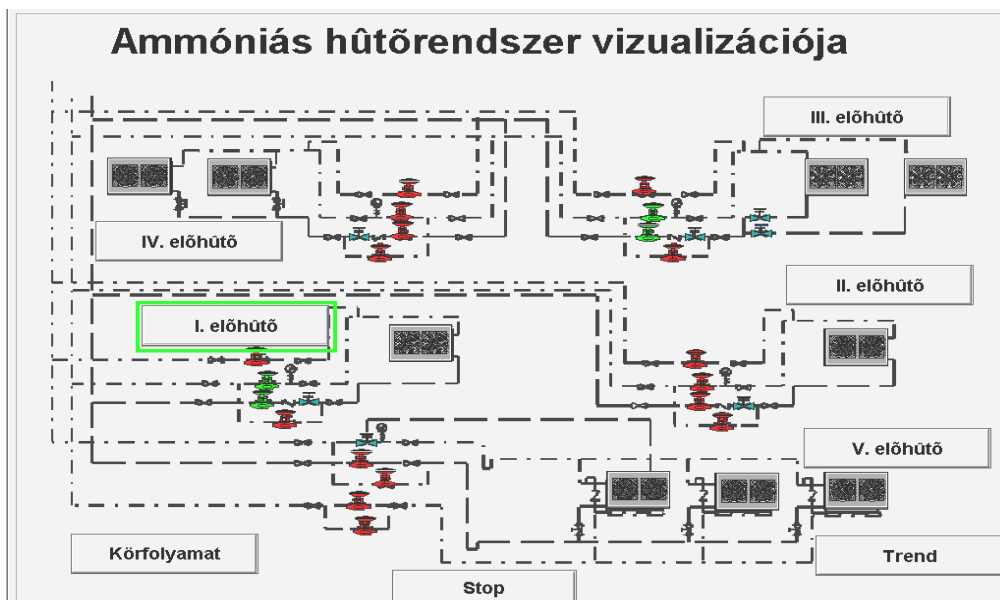 Ammóniás hûtõrendszer vizualizációja
III. elõhûtõ
IV. elõhûtõ
II. elõhûtõ
I. elõhûtõ
V. elõhûtõ
Körfolyamat
Trend
Stop